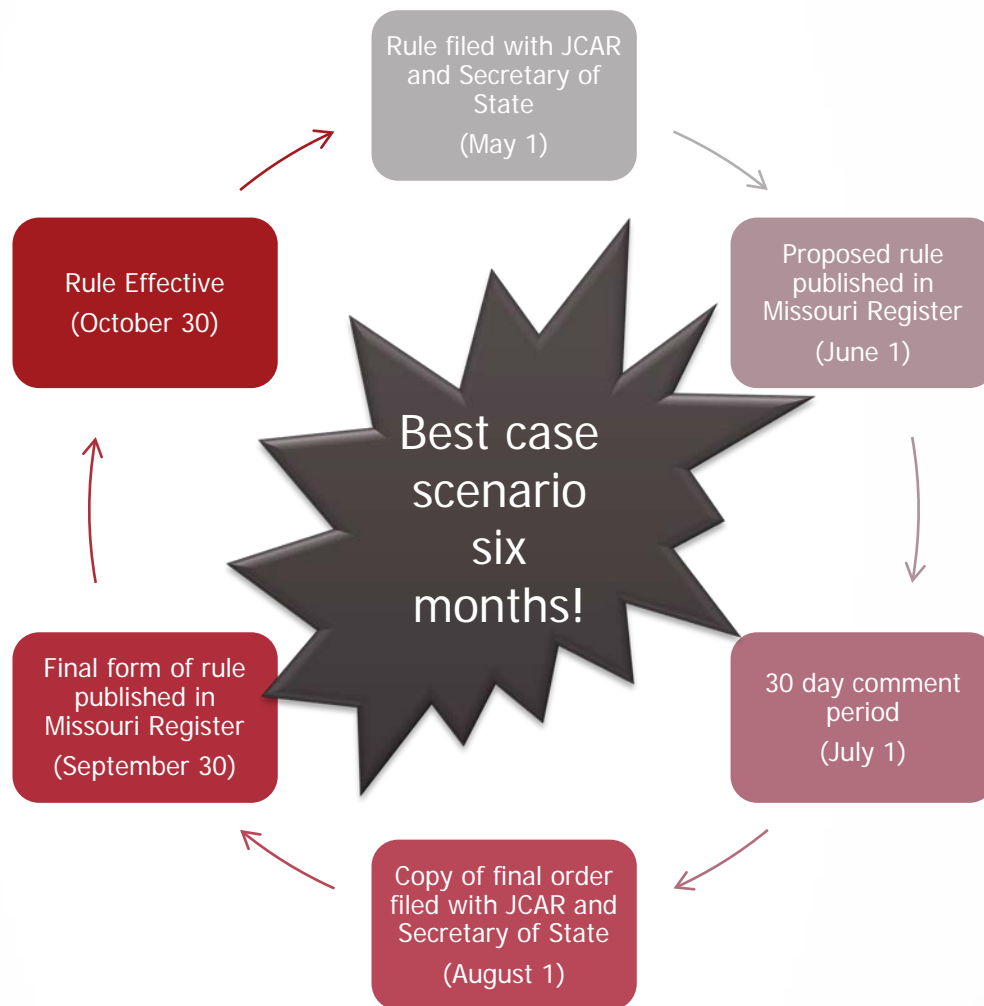 Rule filed with JCAR
and Secretary of
State
(May 1)
Proposed rule
published in
Missouri Register
(June 1)
30 day comment
period
(July 1)
Copy of final order
filed with JCAR and
Secretary of State
(August 1)
Final form of rule
published in
Missouri Register
(September 30)
Rule Effective
(October 30)
Best case
scenario
six
months!